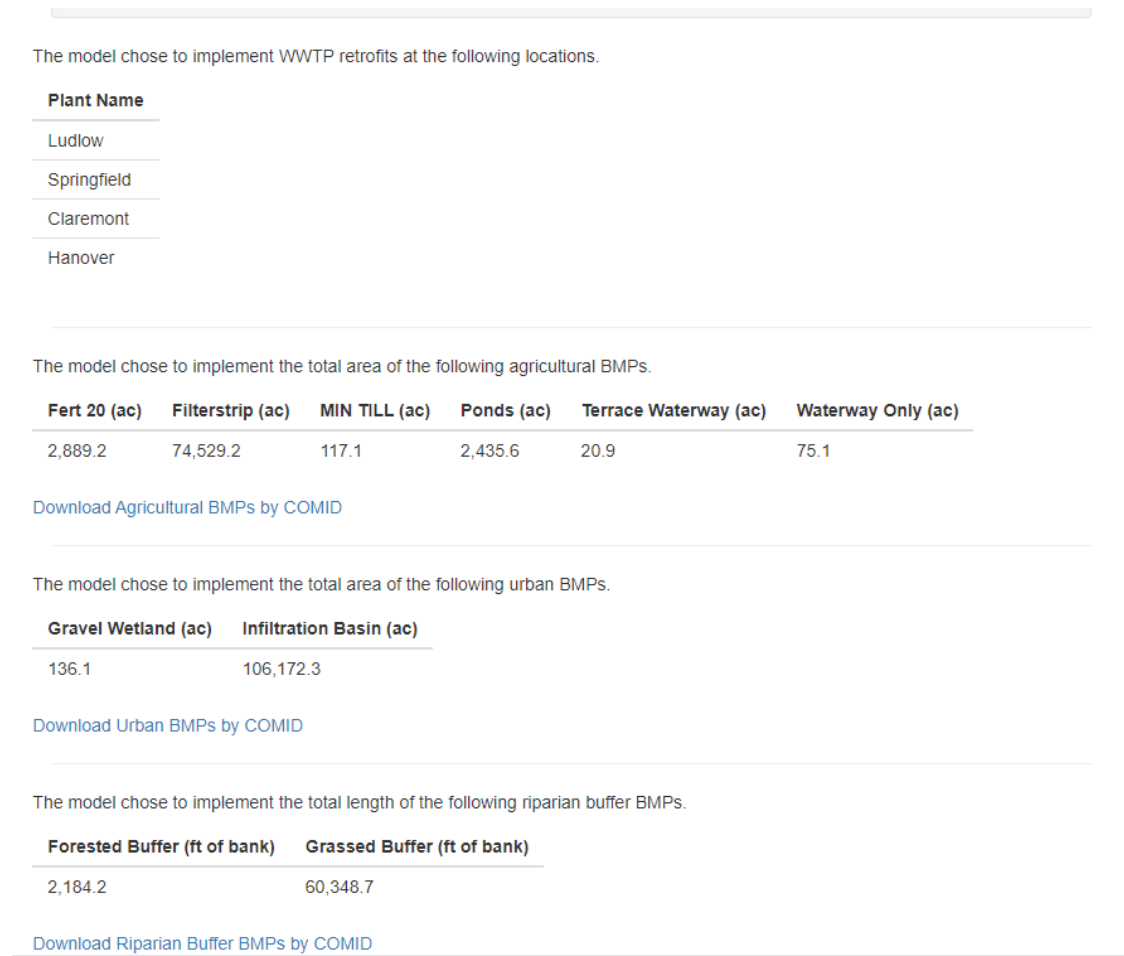 The model chose to implement WWTP retrofits at the following locations.
Plant Name
Ludlow
Springfield
Claremont
Hanover
The model chose to implement the total area of the following agricultural BMPs.
Fert 20 (ac) Filterstrip (ac) MIN TILL (ac) Ponds (ac) Terrace Waterway (ac) Waterway Only (ac)
2,889.2 74,529.2 117.1 2,435.6 20.9 75.1
Download Agricultural BMPs by COMID
The model chose to implement the total area of the following urban BMPs.
Gravel Wetland (ac) Infiltration Basin (ac)
136.1 106,172.3
Download Urban BMPs by COMID
The model chose to implement the total length of the following riparian buffer BMPs.
Forested Buffer (ft of bank) Grassed Buffer (ft of bank)
2,184.2 60,348.7
Download Riparian Buffer BMPs by COMID